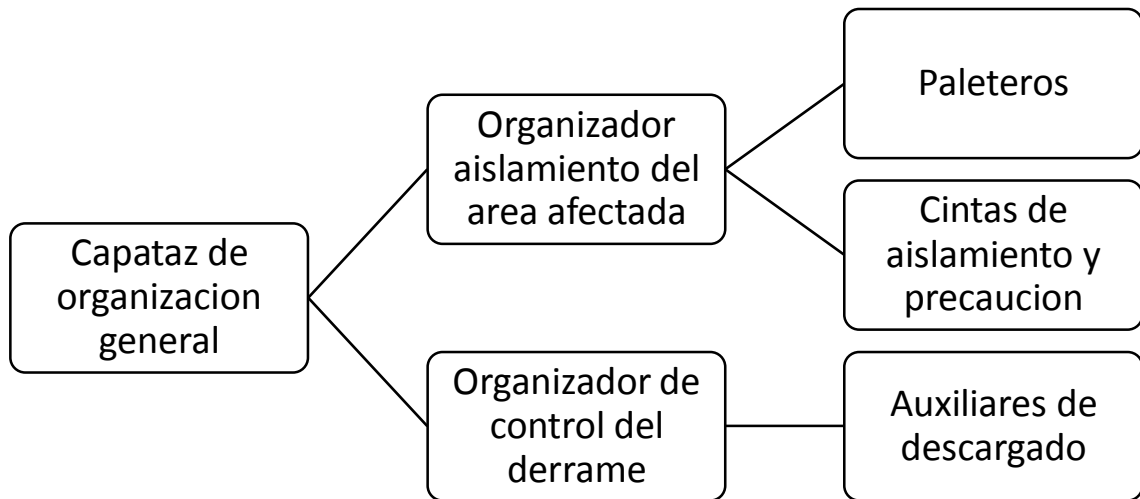 Capataz de
organizacion
general
Organizador
aislamiento del
area afectada
Paleteros
Cintas de
aislamiento y
precaucion
Organizador de
control del
derrame
Auxiliares de
descargado